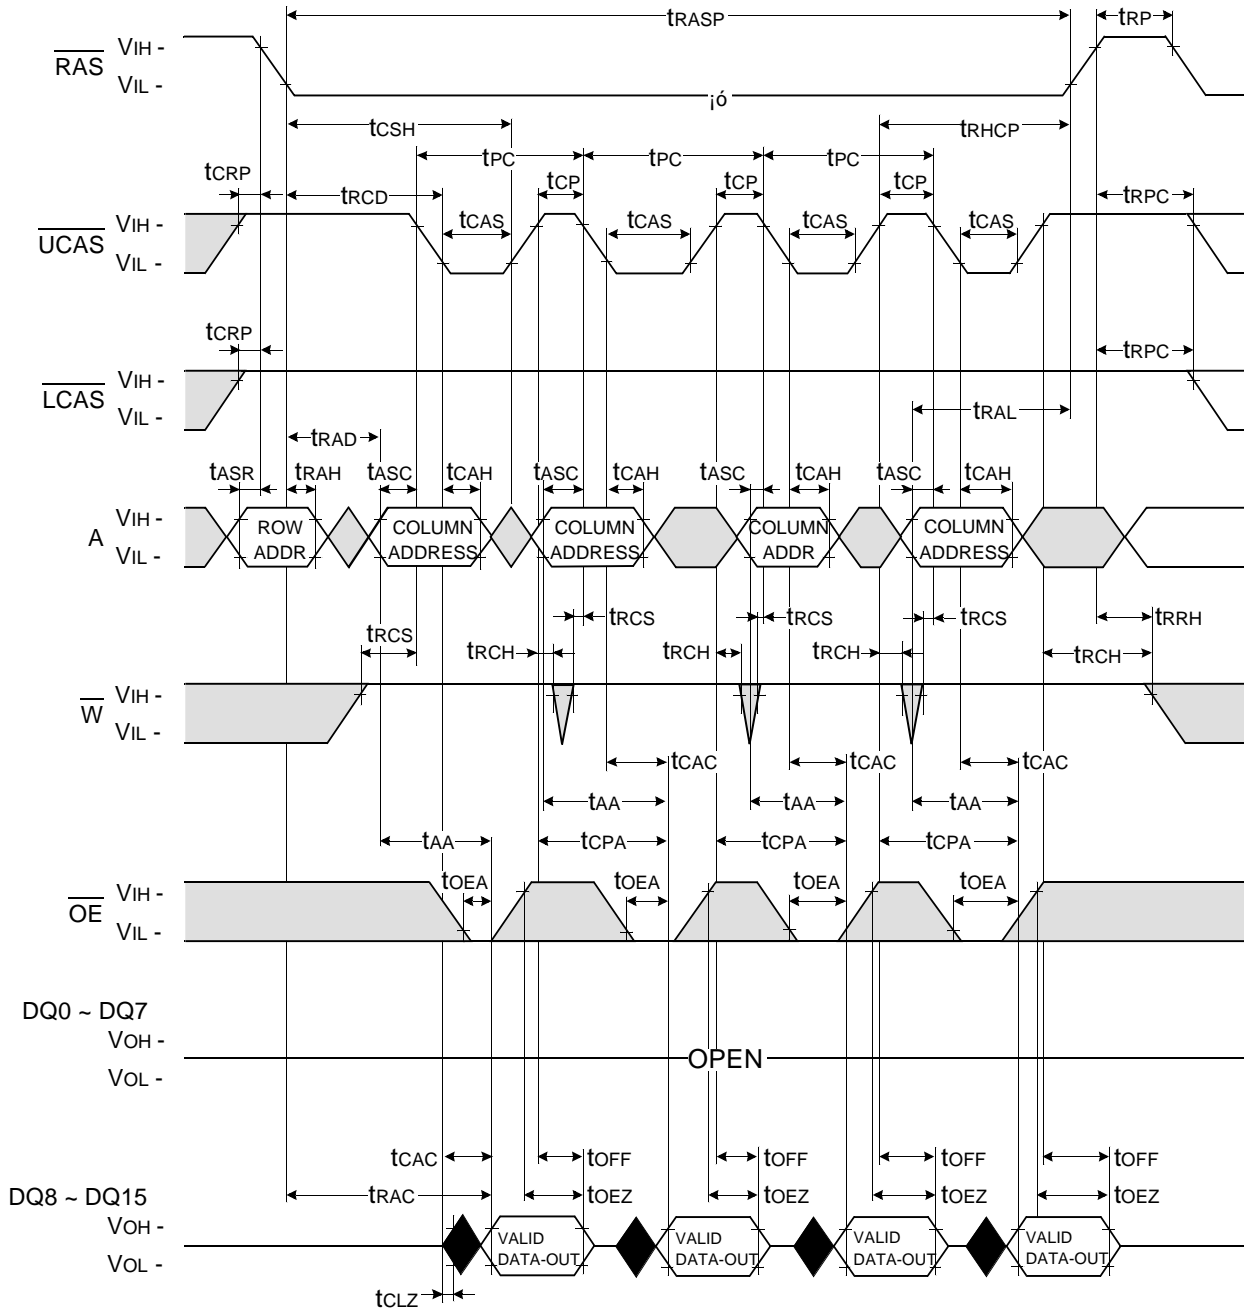 tRASP tRP
RAS VIH -
VIL -
¡ó
tCSH tRHCP
tPC tPC tPC
tCRP tRCD tCP tCP tCP tRPC
UCAS VIH - tCAS tCAS tCAS tCAS
VIL -
tCRP tRPC
LCAS VIH -
VIL - tRAL
tRAD
tASR tRAH tASC tCAH tASC tCAH tASC tCAH tASC tCAH
A VIH - ROW COLUMN COLUMN COLUMN COLUMN
VIL - ADDR ADDRESS ADDRESS ADDR ADDRESS
tRCS tRCS tRCS tRCS tRRH
tRCH tRCH tRCH tRCH
W VIH -
VIL -
tCAC tCAC tCAC
tAA tAA tAA
tAA tCPA tCPA tCPA
tOEA tOEA tOEA tOEA
OE VIH -
VIL -
DQ0 ~ DQ7
VOH -
OPEN
VOL -
tCAC tOFF tOFF tOFF tOFF
DQ8 ~ DQ15 tRAC tOEZ tOEZ tOEZ tOEZ
VOH - VALID VALID VALID VALID
VOL - DATA-OUT DATA-OUT DATA-OUT DATA-OUT
tCLZ